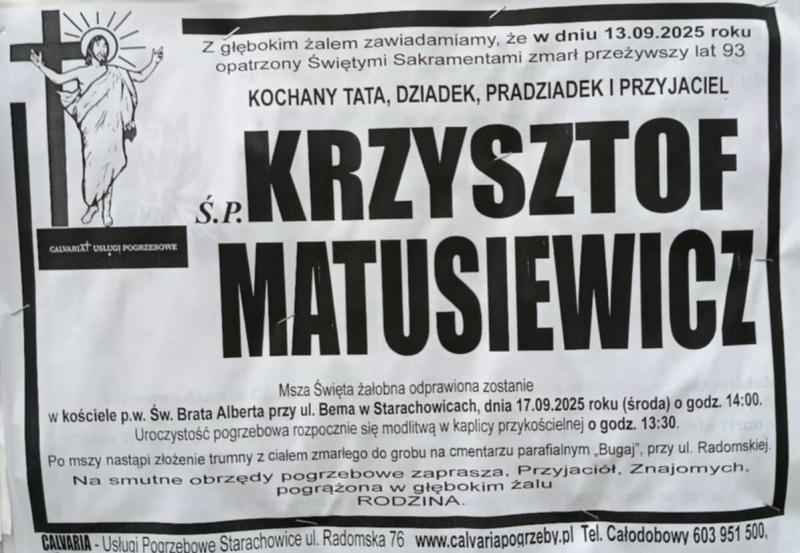 Z głębokim żalem zawiadamiamy, że w dniu 13.09.2025 roku
opatrzony Świętymi Sakramentami zmarł przeżywszy lat 93
KOCHANY TATA, DZIADEK, PRADZIADEK I PRZYJACIEL
Ś.P. KRZYSZTOF
MATUSIEWICZ
CALVARIA USŁUGI POGRZEBOWE
Msza Święta żałobna odprawiona zostanie
w kościele p.w. Św. Brata Alberta przy ul. Bema w Starachowicach, dnia 17.09.2025 roku (środa) o godz. 14:00.
Uroczystość pogrzebowa rozpocznie się modlitwą w kaplicy przykościelnej o godz. 13:30.
Po mszy nastąpi złożenie trumny z ciałem zmarłego do grobu na cmentarzu parafialnym „Bugaj", przy ul. Radomskiej.
Na smutne obrzędy pogrzebowe zaprasza, Przyjaciół, Znajomych,
pogrążona w głębokim żalu
RODZINA.
CALVARIA - Usługi Pogrzebowe Starachowice ul. Radomska 76 www.calvariapogrzeby.pl Tel. Całodobowy 603 951 500,